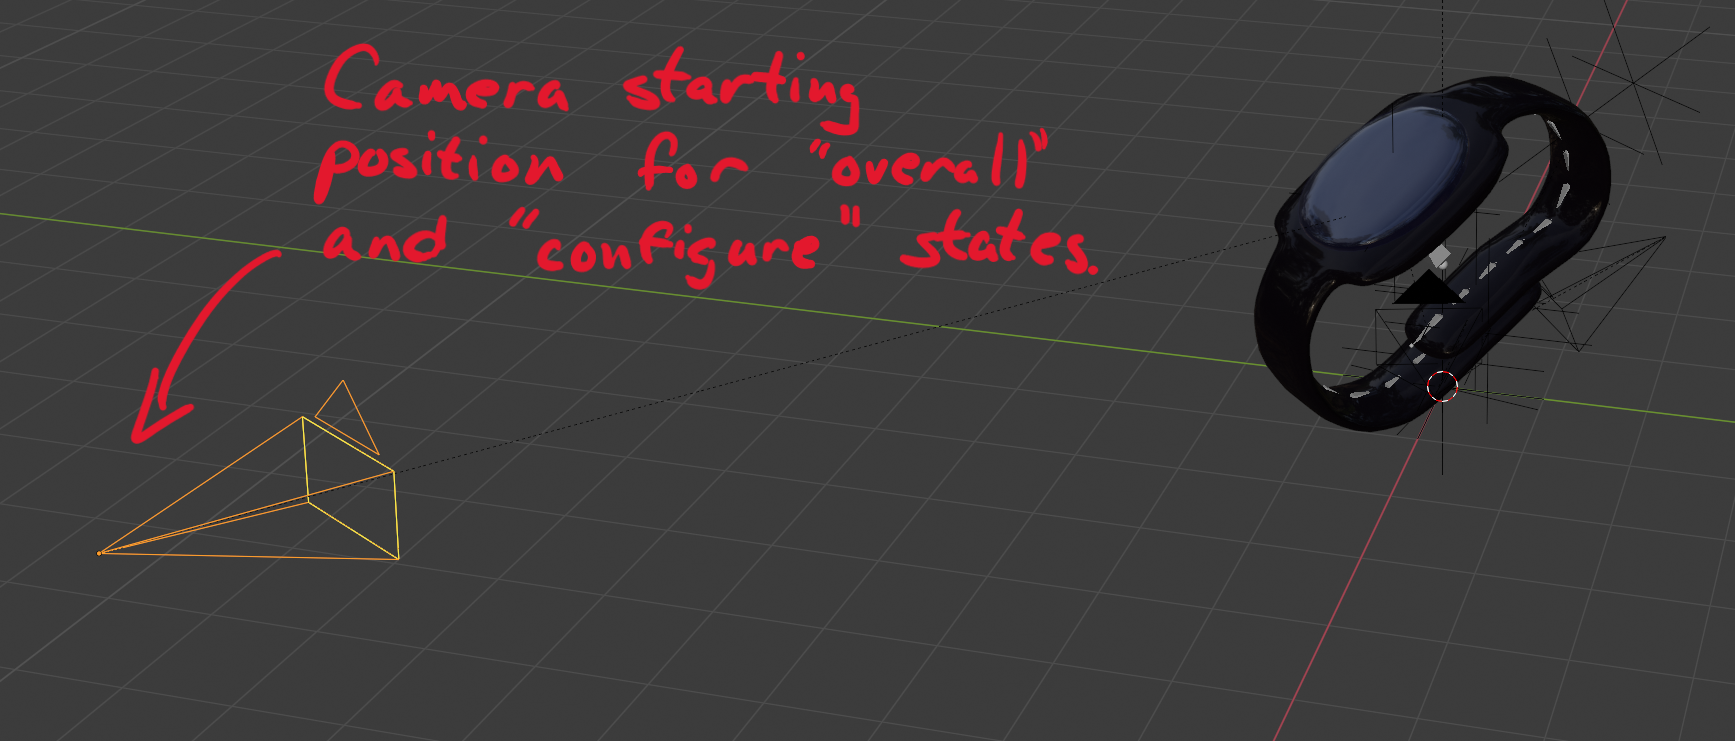 Camera starting
position for "overall"
and "configure" states.